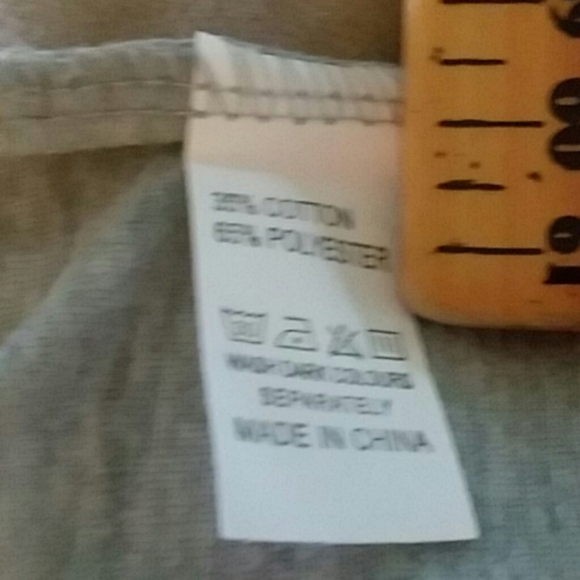 35% COTTON
65% POLYESTER
WASH DARK COLOURS
SEPARATELY
MADE IN CHINA